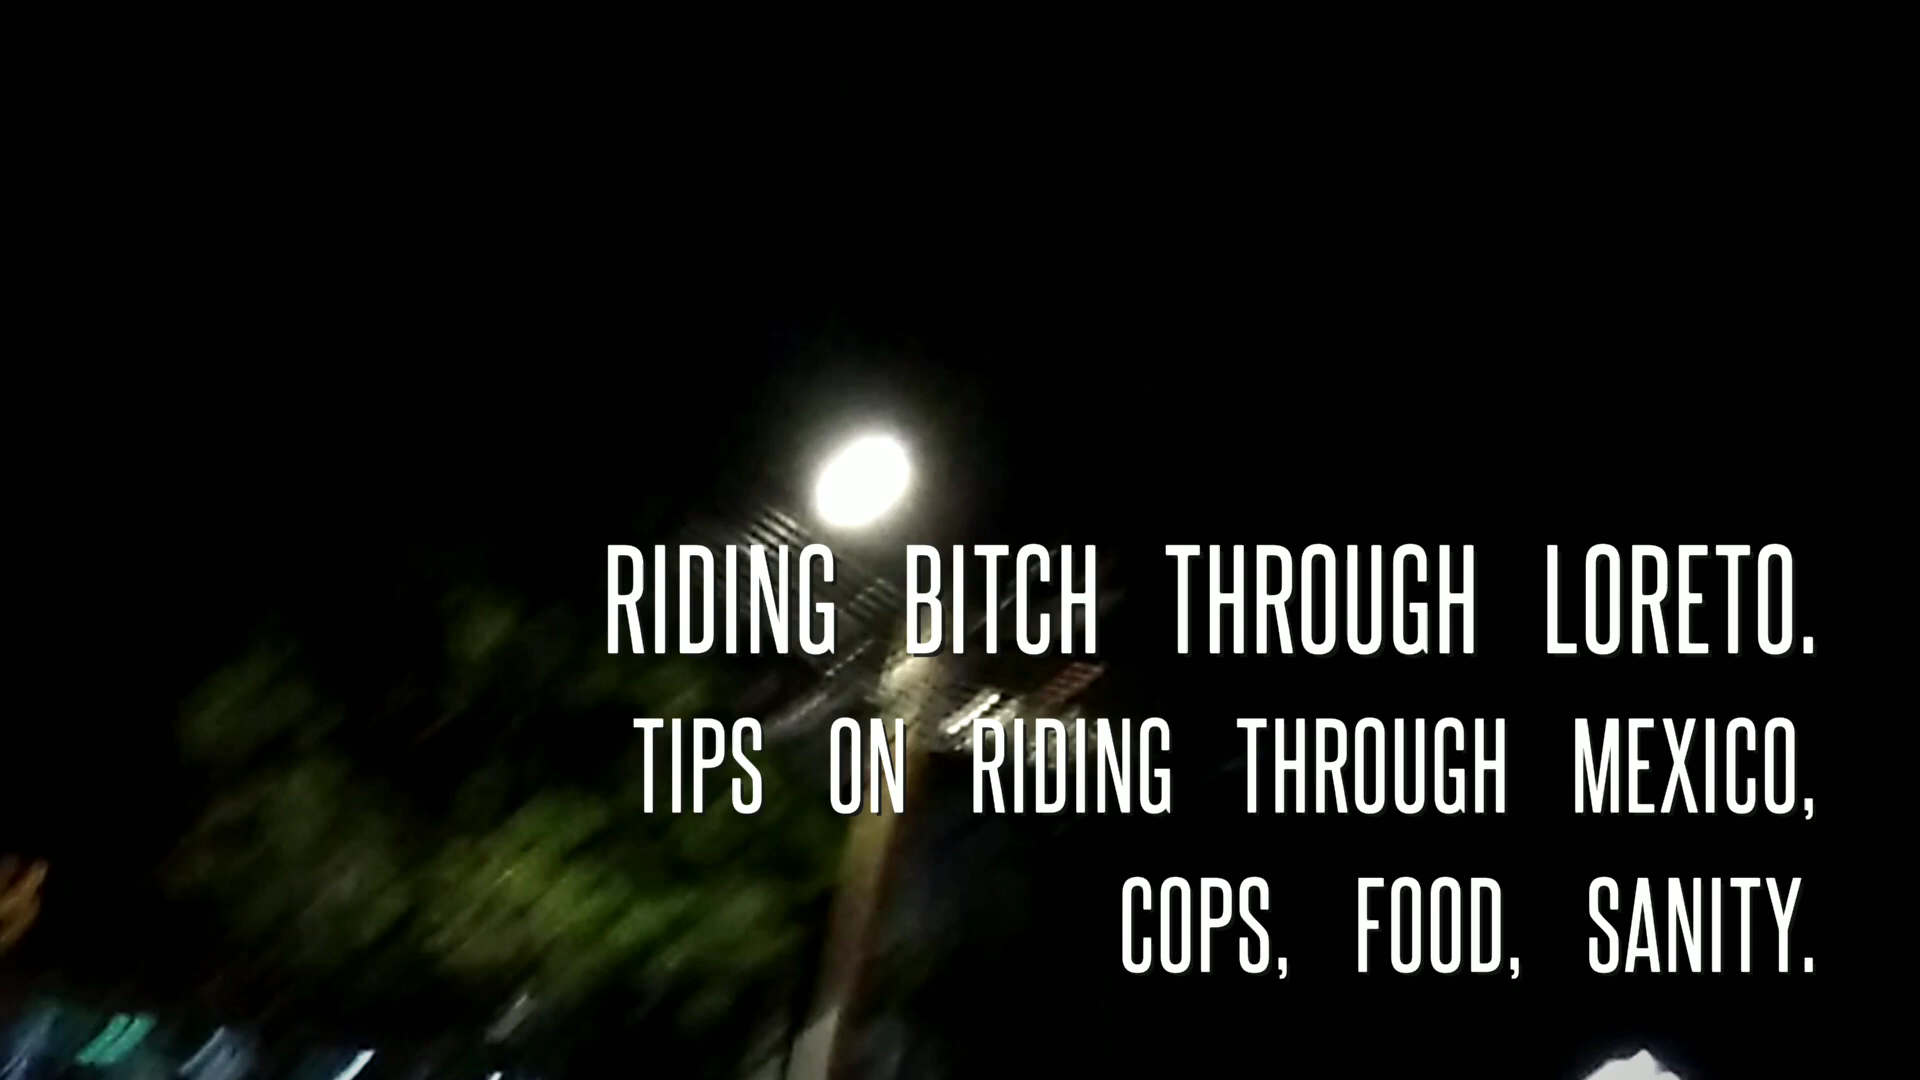 RIDING BITCH THROUGH LORETO.
TIPS ON RIDING THROUGH MEXICO,
COPS, FOOD, SANITY.